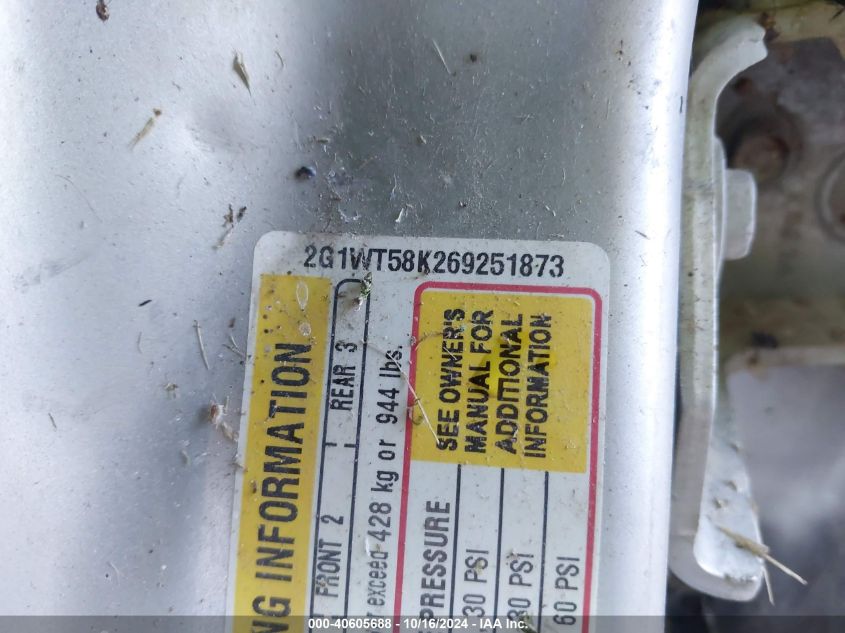 2G1WT58K269251873
NG INFORMATION
FRONT 2 REAR 3
exceed 428 kg or 944 lbs.
PRESSURE
30 PSI
30 PSI
60 PSI
SEE OWNER'S
MANUAL FOR
ADDITIONAL
INFORMATION
IMAGE: 40605688 - 10/16/2024 - IAA Inc.